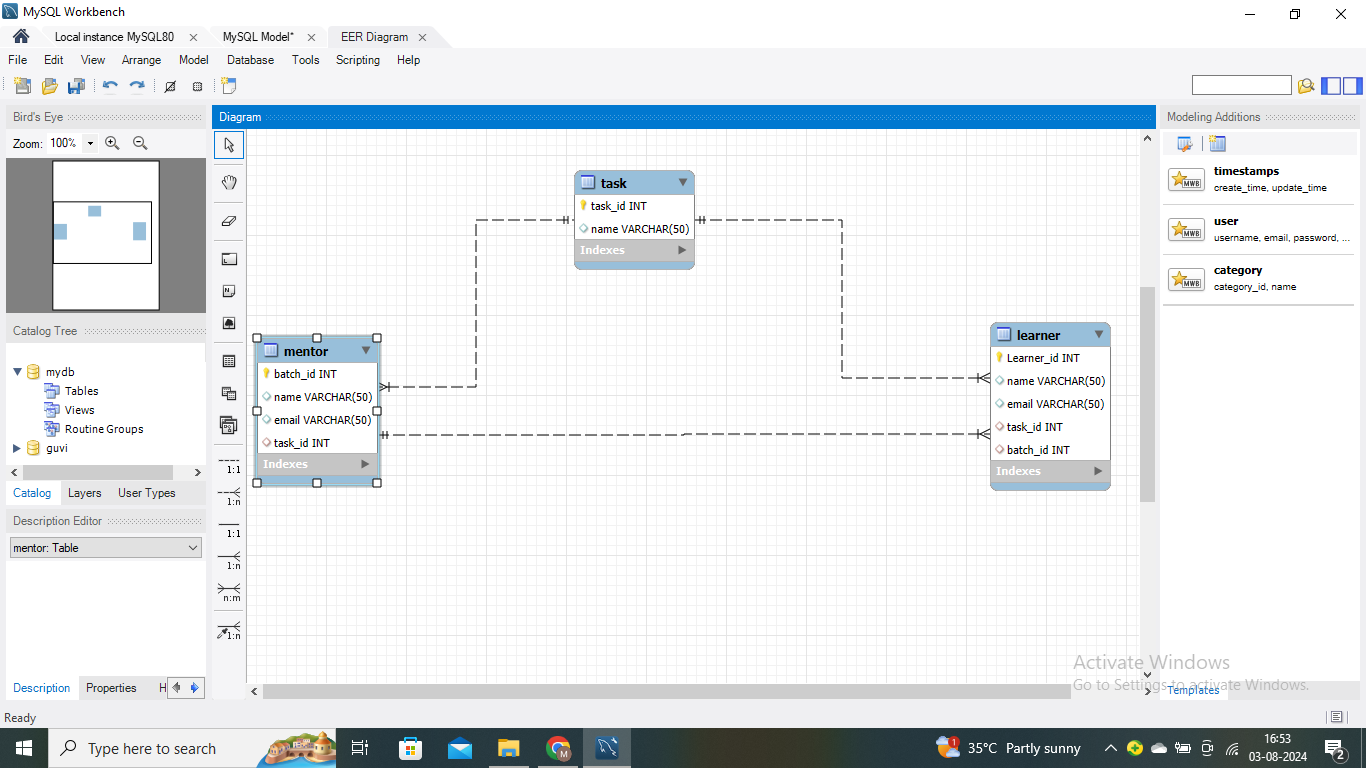 MySQL Workbench
Local instance MySQL80
MySQL Model*
EER Diagram
File Edit View Arrange Model Database Tools Scripting Help
Bird's Eye
Zoom: 100%
Catalog Tree
mydb
Tables
Views
Routine Groups
guvi
Catalog Layers User Types
Description Editor
mentor: Table
Description Properties H
Ready
1:1
1:n
1:1
1:n
n:m
1:n
Diagram
task
task_id INT
name VARCHAR(50)
Indexes
mentor
batch_id INT
name VARCHAR(50)
email VARCHAR(50)
task_id INT
Indexes
learner
Learner_id INT
name VARCHAR(50)
email VARCHAR(50)
task_id INT
batch_id INT
Indexes
Modeling Additions
MWB
timestamps
create_time, update_time
MWB
user
username, email, password, ...
MWB
category
category_id, name
Templates
Activate Windows
Go to Settings to activate Windows.
Type here to search
M
1
35°C Partly sunny
16:53
03-08-2024
2